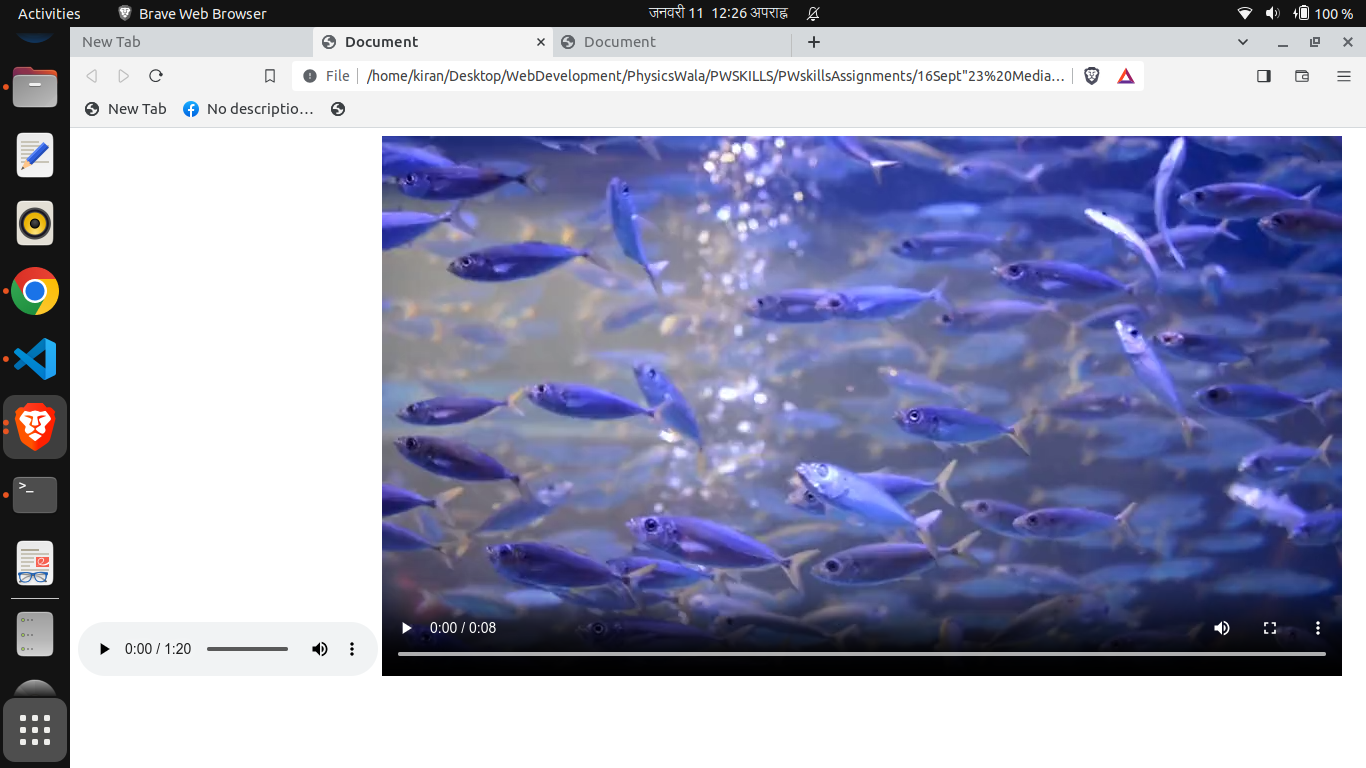 Activities Brave Web Browser जनवरी 11 12:26 अपराह्न 100 %
New Tab Document Document
File /home/kiran/Desktop/WebDevelopment/PhysicsWala/PWSKILLS/PWskillsAssignments/16Sept"23%20Media…
New Tab No descriptio…
0:00 / 0:08
0:00 / 1:20